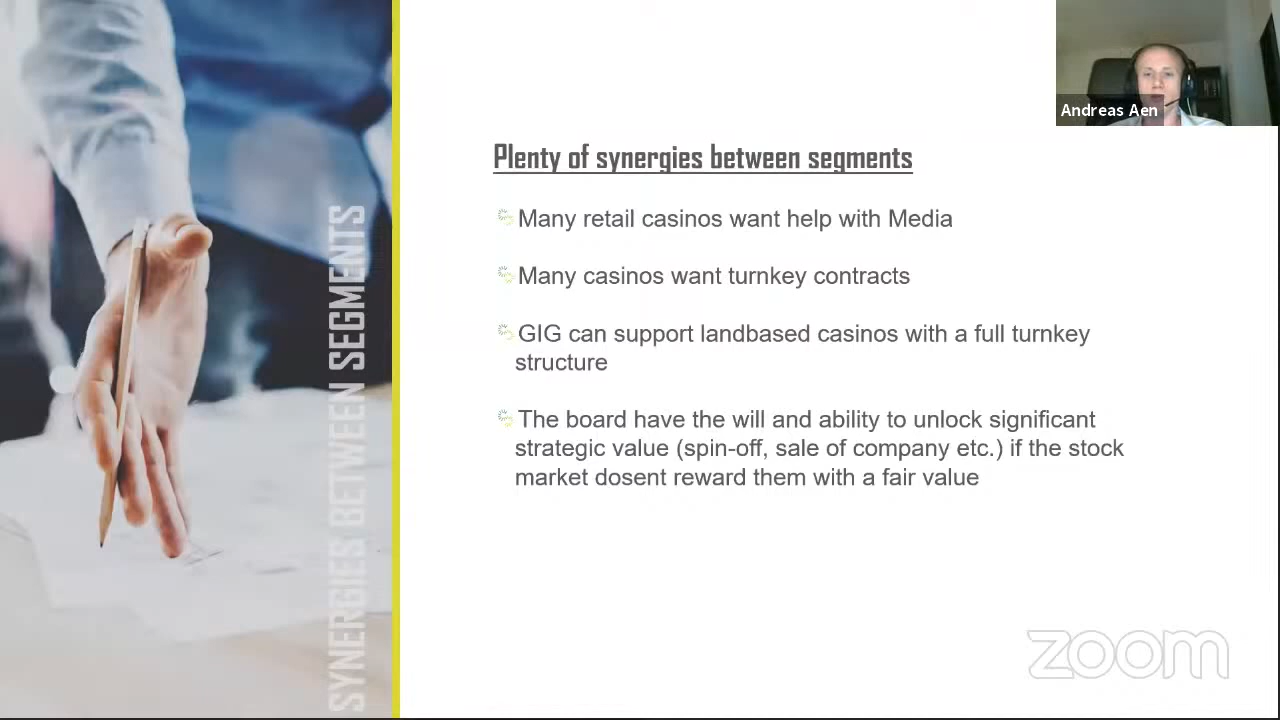 Andreas Aen
Plenty of synergies between segments
Many retail casinos want help with Media
Many casinos want turnkey contracts
GIG can support landbased casinos with a full turnkey
structure
The board have the will and ability to unlock significant
strategic value (spin-off, sale of company etc.) if the stock
market dosent reward them with a fair value
SYNERGIES BETWEEN SEGMENTS
zoom